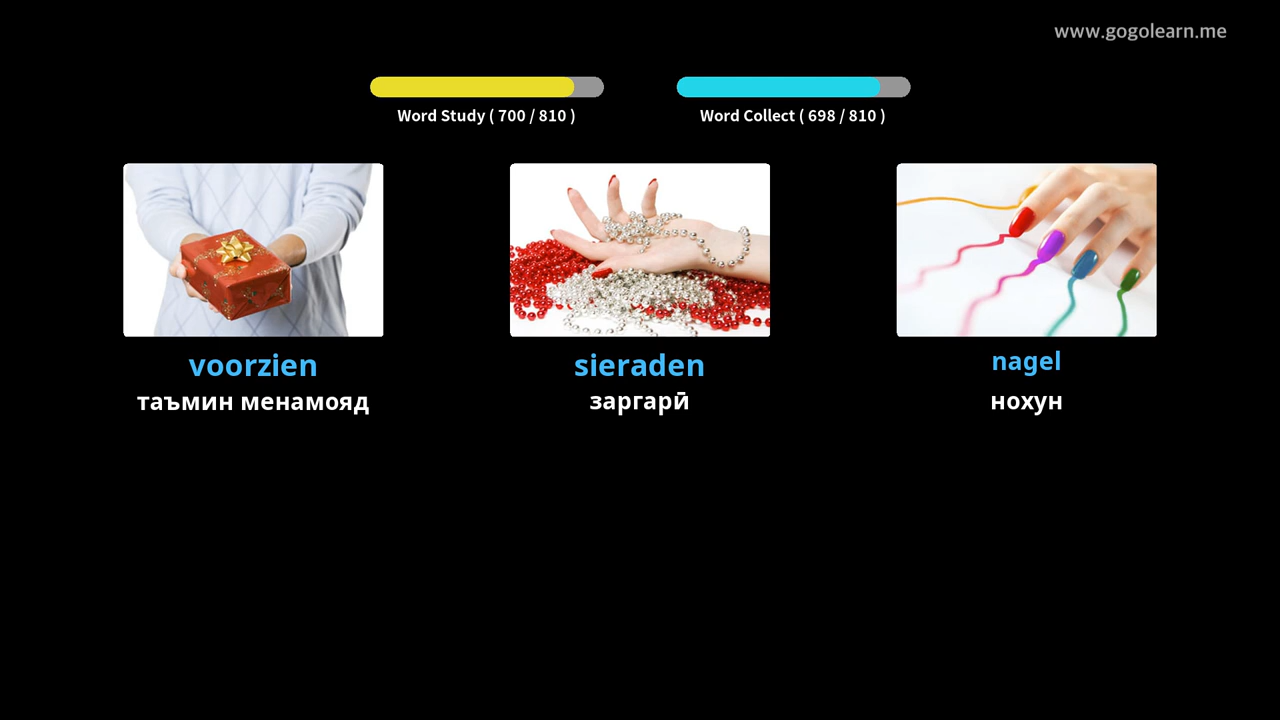 www.gogolearn.me
Word Study ( 700 / 810 )
Word Collect ( 698 / 810 )
voorzien
таъмин менамояд
sieraden
заргарӣ
nagel
нохун